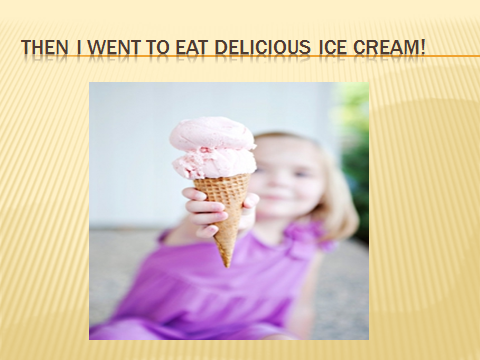 THEN I WENT TO EAT DELICIOUS ICE CREAM!